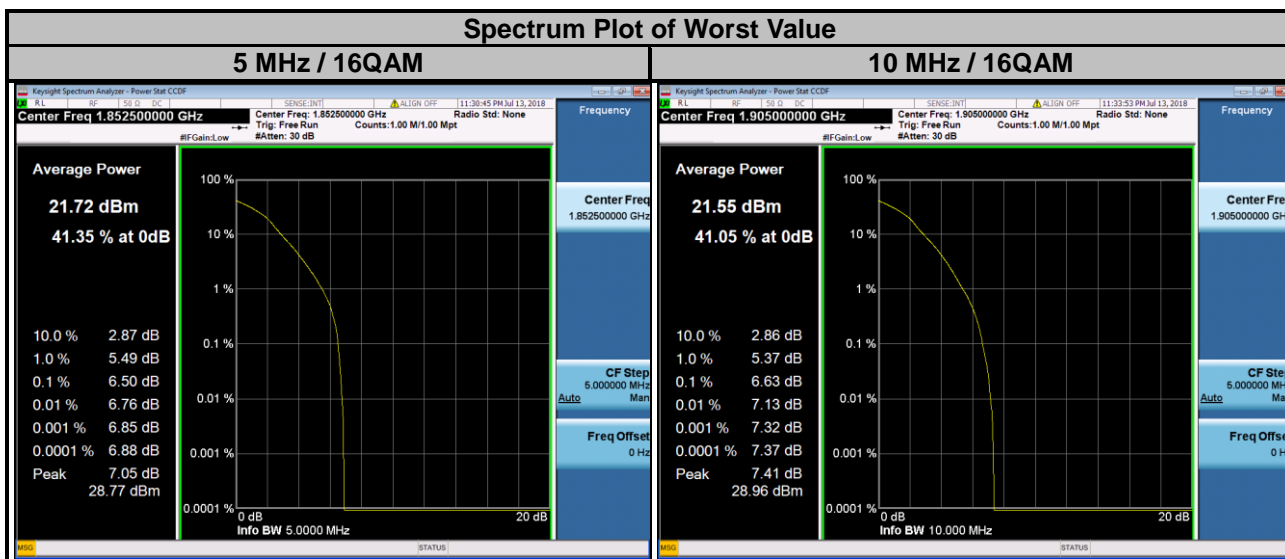 Spectrum Plot of Worst Value
5 MHz / 16QAM
10 MHz / 16QAM
Keysight Spectrum Analyzer - Power Stat CCDF
RL RF 50 Ω DC SENSE:INT ALIGN OFF 11:30:45 PM Jul 13, 2018
Center Freq 1.852500000 GHz
Center Freq: 1.852500000 GHz Radio Std: None
Trig: Free Run Counts:1.00 M/1.00 Mpt
#IFGain:Low #Atten: 30 dB
Frequency
Average Power
21.72 dBm
41.35 % at 0dB
10.0 % 2.87 dB
1.0 % 5.49 dB
0.1 % 6.50 dB
0.01 % 6.76 dB
0.001 % 6.85 dB
0.0001 % 6.88 dB
Peak 7.05 dB
28.77 dBm
100 %
10 %
1 %
0.1 %
0.01 %
0.001 %
0.0001 %
0 dB 20 dB
Info BW 5.0000 MHz
Center Freq
1.852500000 GHz
CF Step
5.000000 MHz
Auto Man
Freq Offset
0 Hz
MSG STATUS
Keysight Spectrum Analyzer - Power Stat CCDF
RL RF 50 Ω DC SENSE:INT ALIGN OFF 11:33:53 PM Jul 13, 2018
Center Freq 1.905000000 GHz
Center Freq: 1.905000000 GHz Radio Std: None
Trig: Free Run Counts:1.00 M/1.00 Mpt
#IFGain:Low #Atten: 30 dB
Frequency
Average Power
21.55 dBm
41.05 % at 0dB
10.0 % 2.86 dB
1.0 % 5.37 dB
0.1 % 6.63 dB
0.01 % 7.13 dB
0.001 % 7.32 dB
0.0001 % 7.37 dB
Peak 7.41 dB
28.96 dBm
100 %
10 %
1 %
0.1 %
0.01 %
0.001 %
0.0001 %
0 dB 20 dB
Info BW 10.000 MHz
Center Fre
1.905000000 GH
CF Ste
5.000000 MH
Auto Ma
Freq Offse
0 H
MSG STATUS